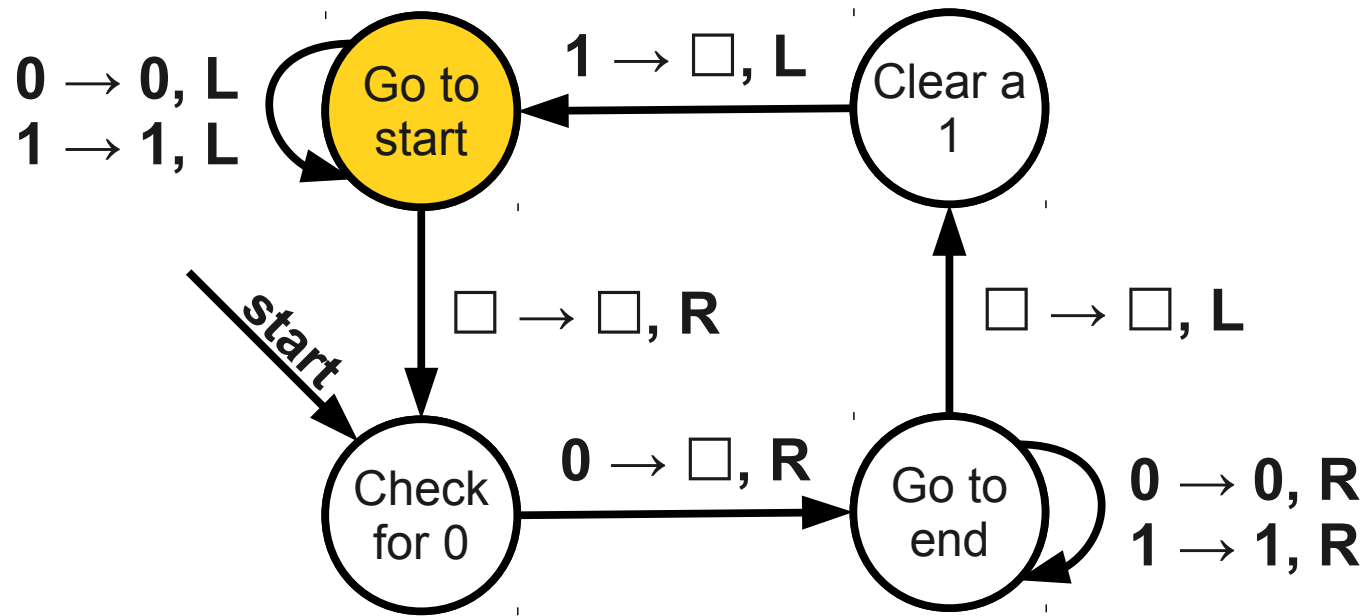 0 → 0, L
1 → 1, L
Go to
start
1 → □, L
Clear a
1
start
□ → □, R
□ → □, L
Check
for 0
0 → □, R
Go to
end
0 → 0, R
1 → 1, R